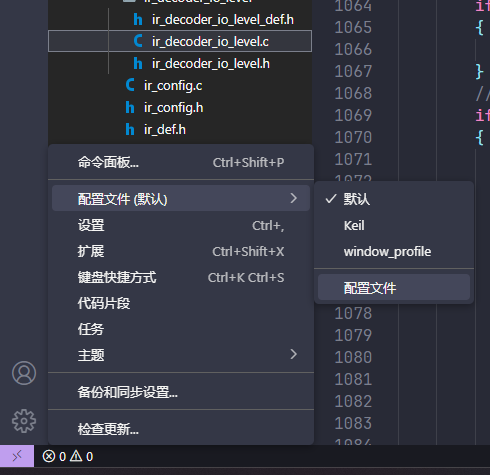 ir_decoder_io_level
ir_decoder_io_level_def.h
ir_decoder_io_level.c
ir_decoder_io_level.h
ir_config.c
ir_config.h
ir_def.h
命令面板... Ctrl+Shift+P
配置文件 (默认)
设置 Ctrl+,
扩展 Ctrl+Shift+X
键盘快捷方式 Ctrl+K Ctrl+S
代码片段
任务
主题
备份和同步设置...
检查更新...
默认
Keil
window_profile
配置文件
1064 if
1065 {
1066
1067 }
1068 //
1069 if
1070 {
1071
1078
1079
1080
1081
1082
1083
1084
0 0